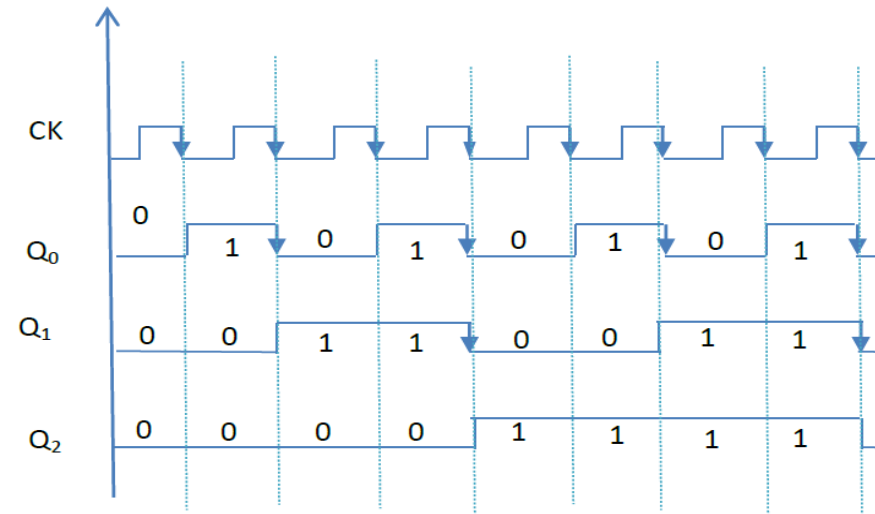 CK
Q₀ 0 1 0 1 0 1 0 1
Q₁ 0 0 1 1 0 0 1 1
Q₂ 0 0 0 0 1 1 1 1